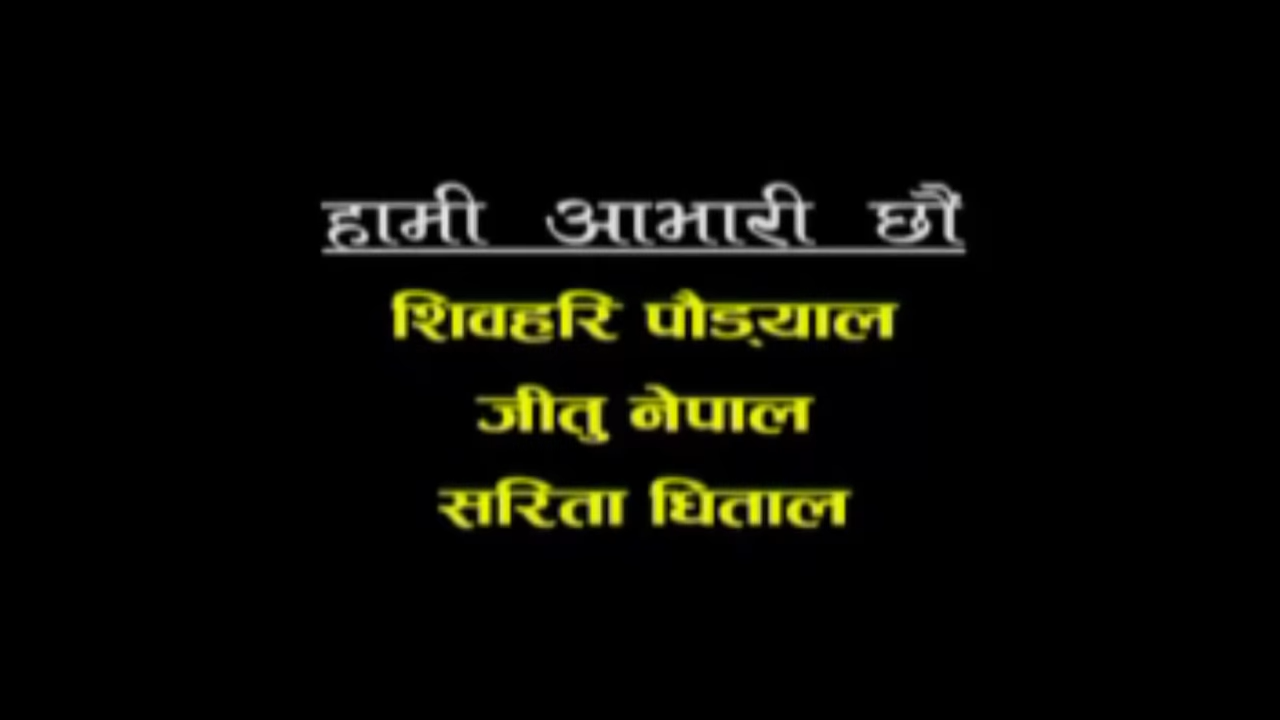 हामी आभारी छौं
शिवहरि पौड्याल
जीतु नेपाल
सरिता घिताल